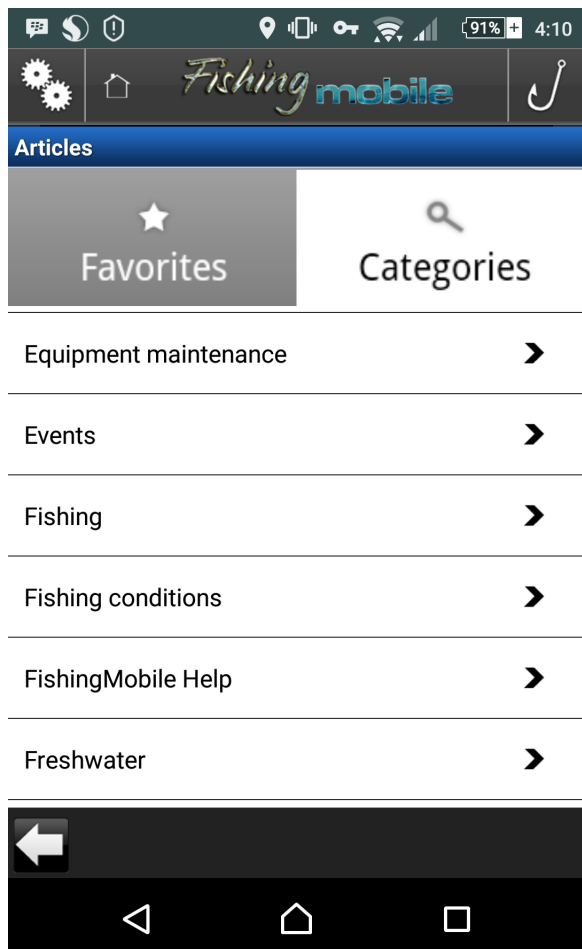 91% 4:10
Fishing mobile
Articles
Favorites
Categories
Equipment maintenance
Events
Fishing
Fishing conditions
FishingMobile Help
Freshwater